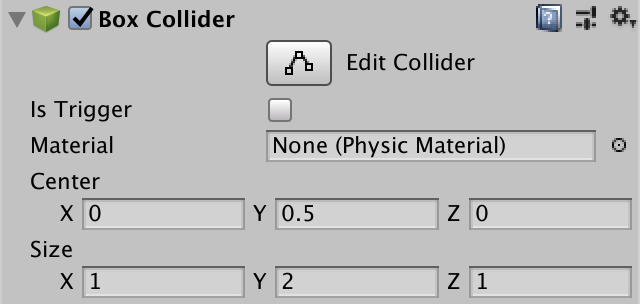 Box Collider
Edit Collider
Is Trigger
Material None (Physic Material)
Center
X 0 Y 0.5 Z 0
Size
X 1 Y 2 Z 1